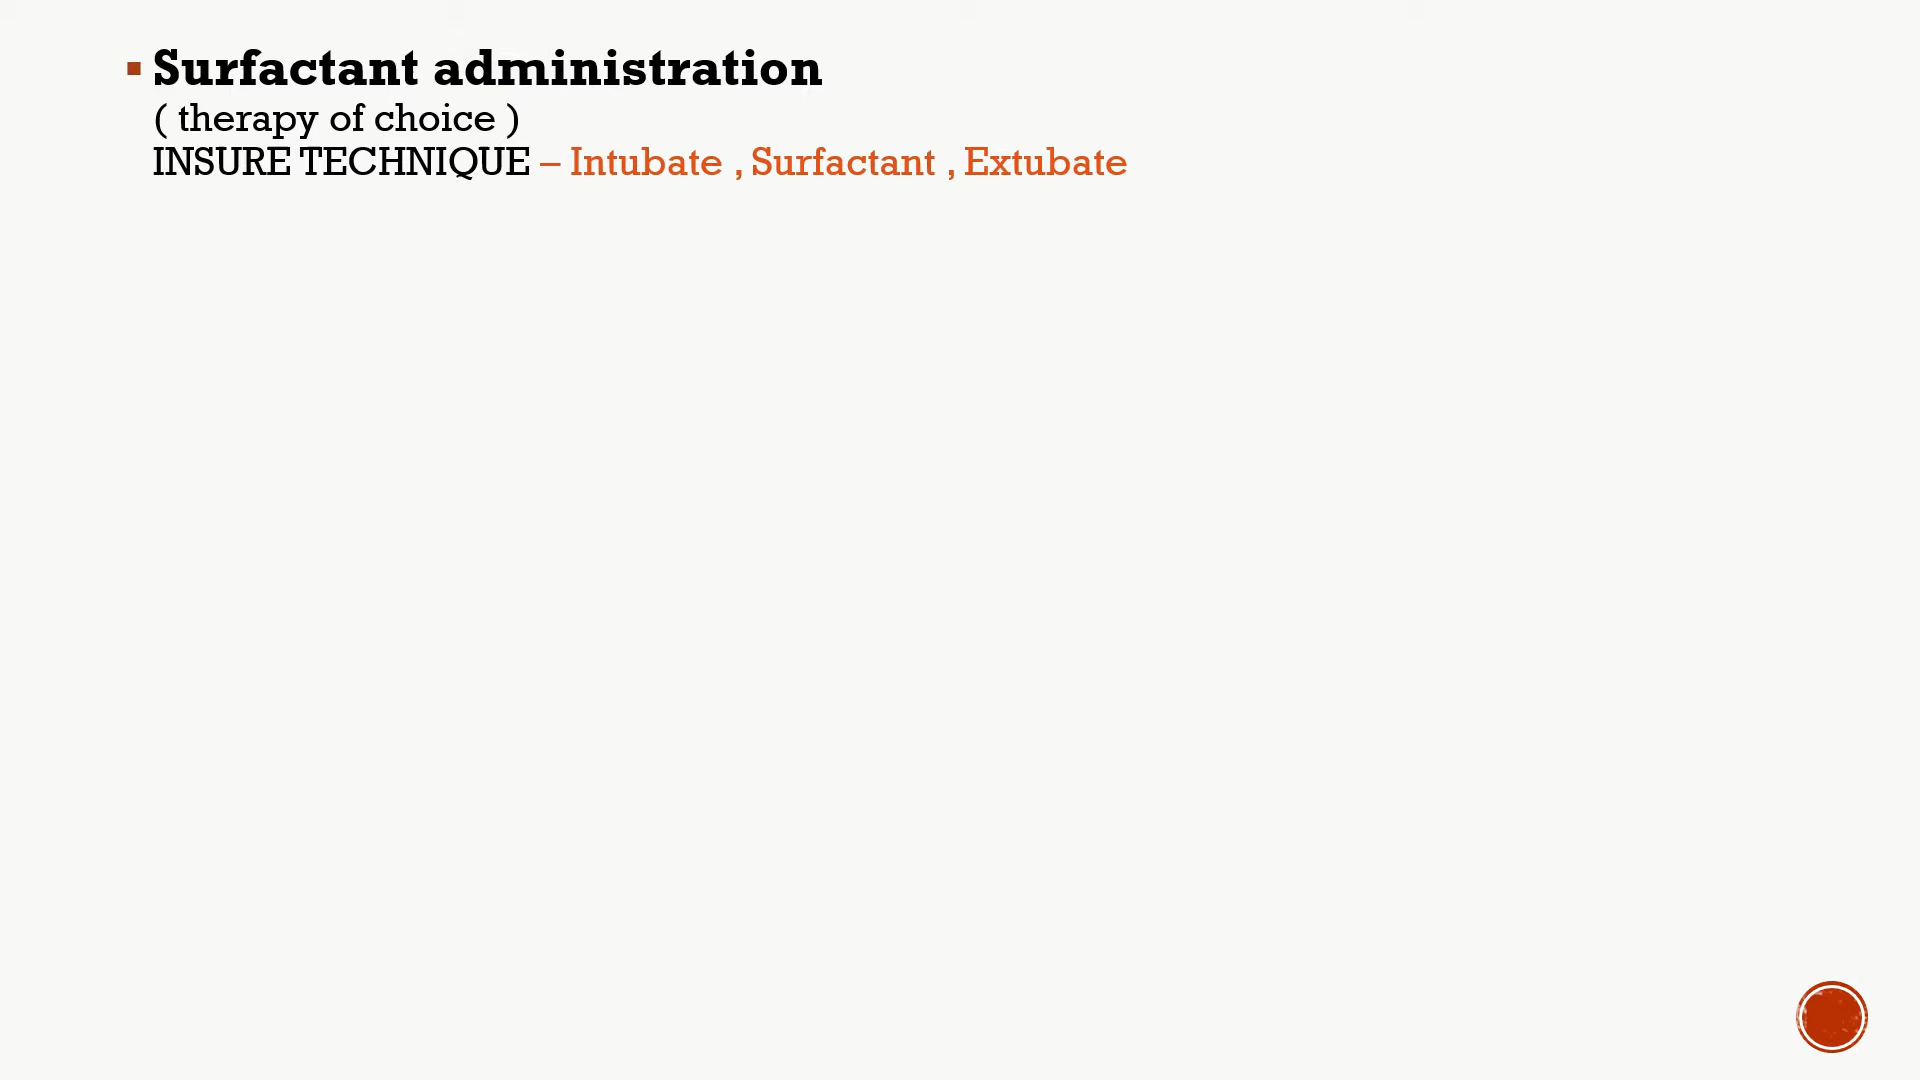 Surfactant administration
( therapy of choice )
INSURE TECHNIQUE – Intubate , Surfactant , Extubate